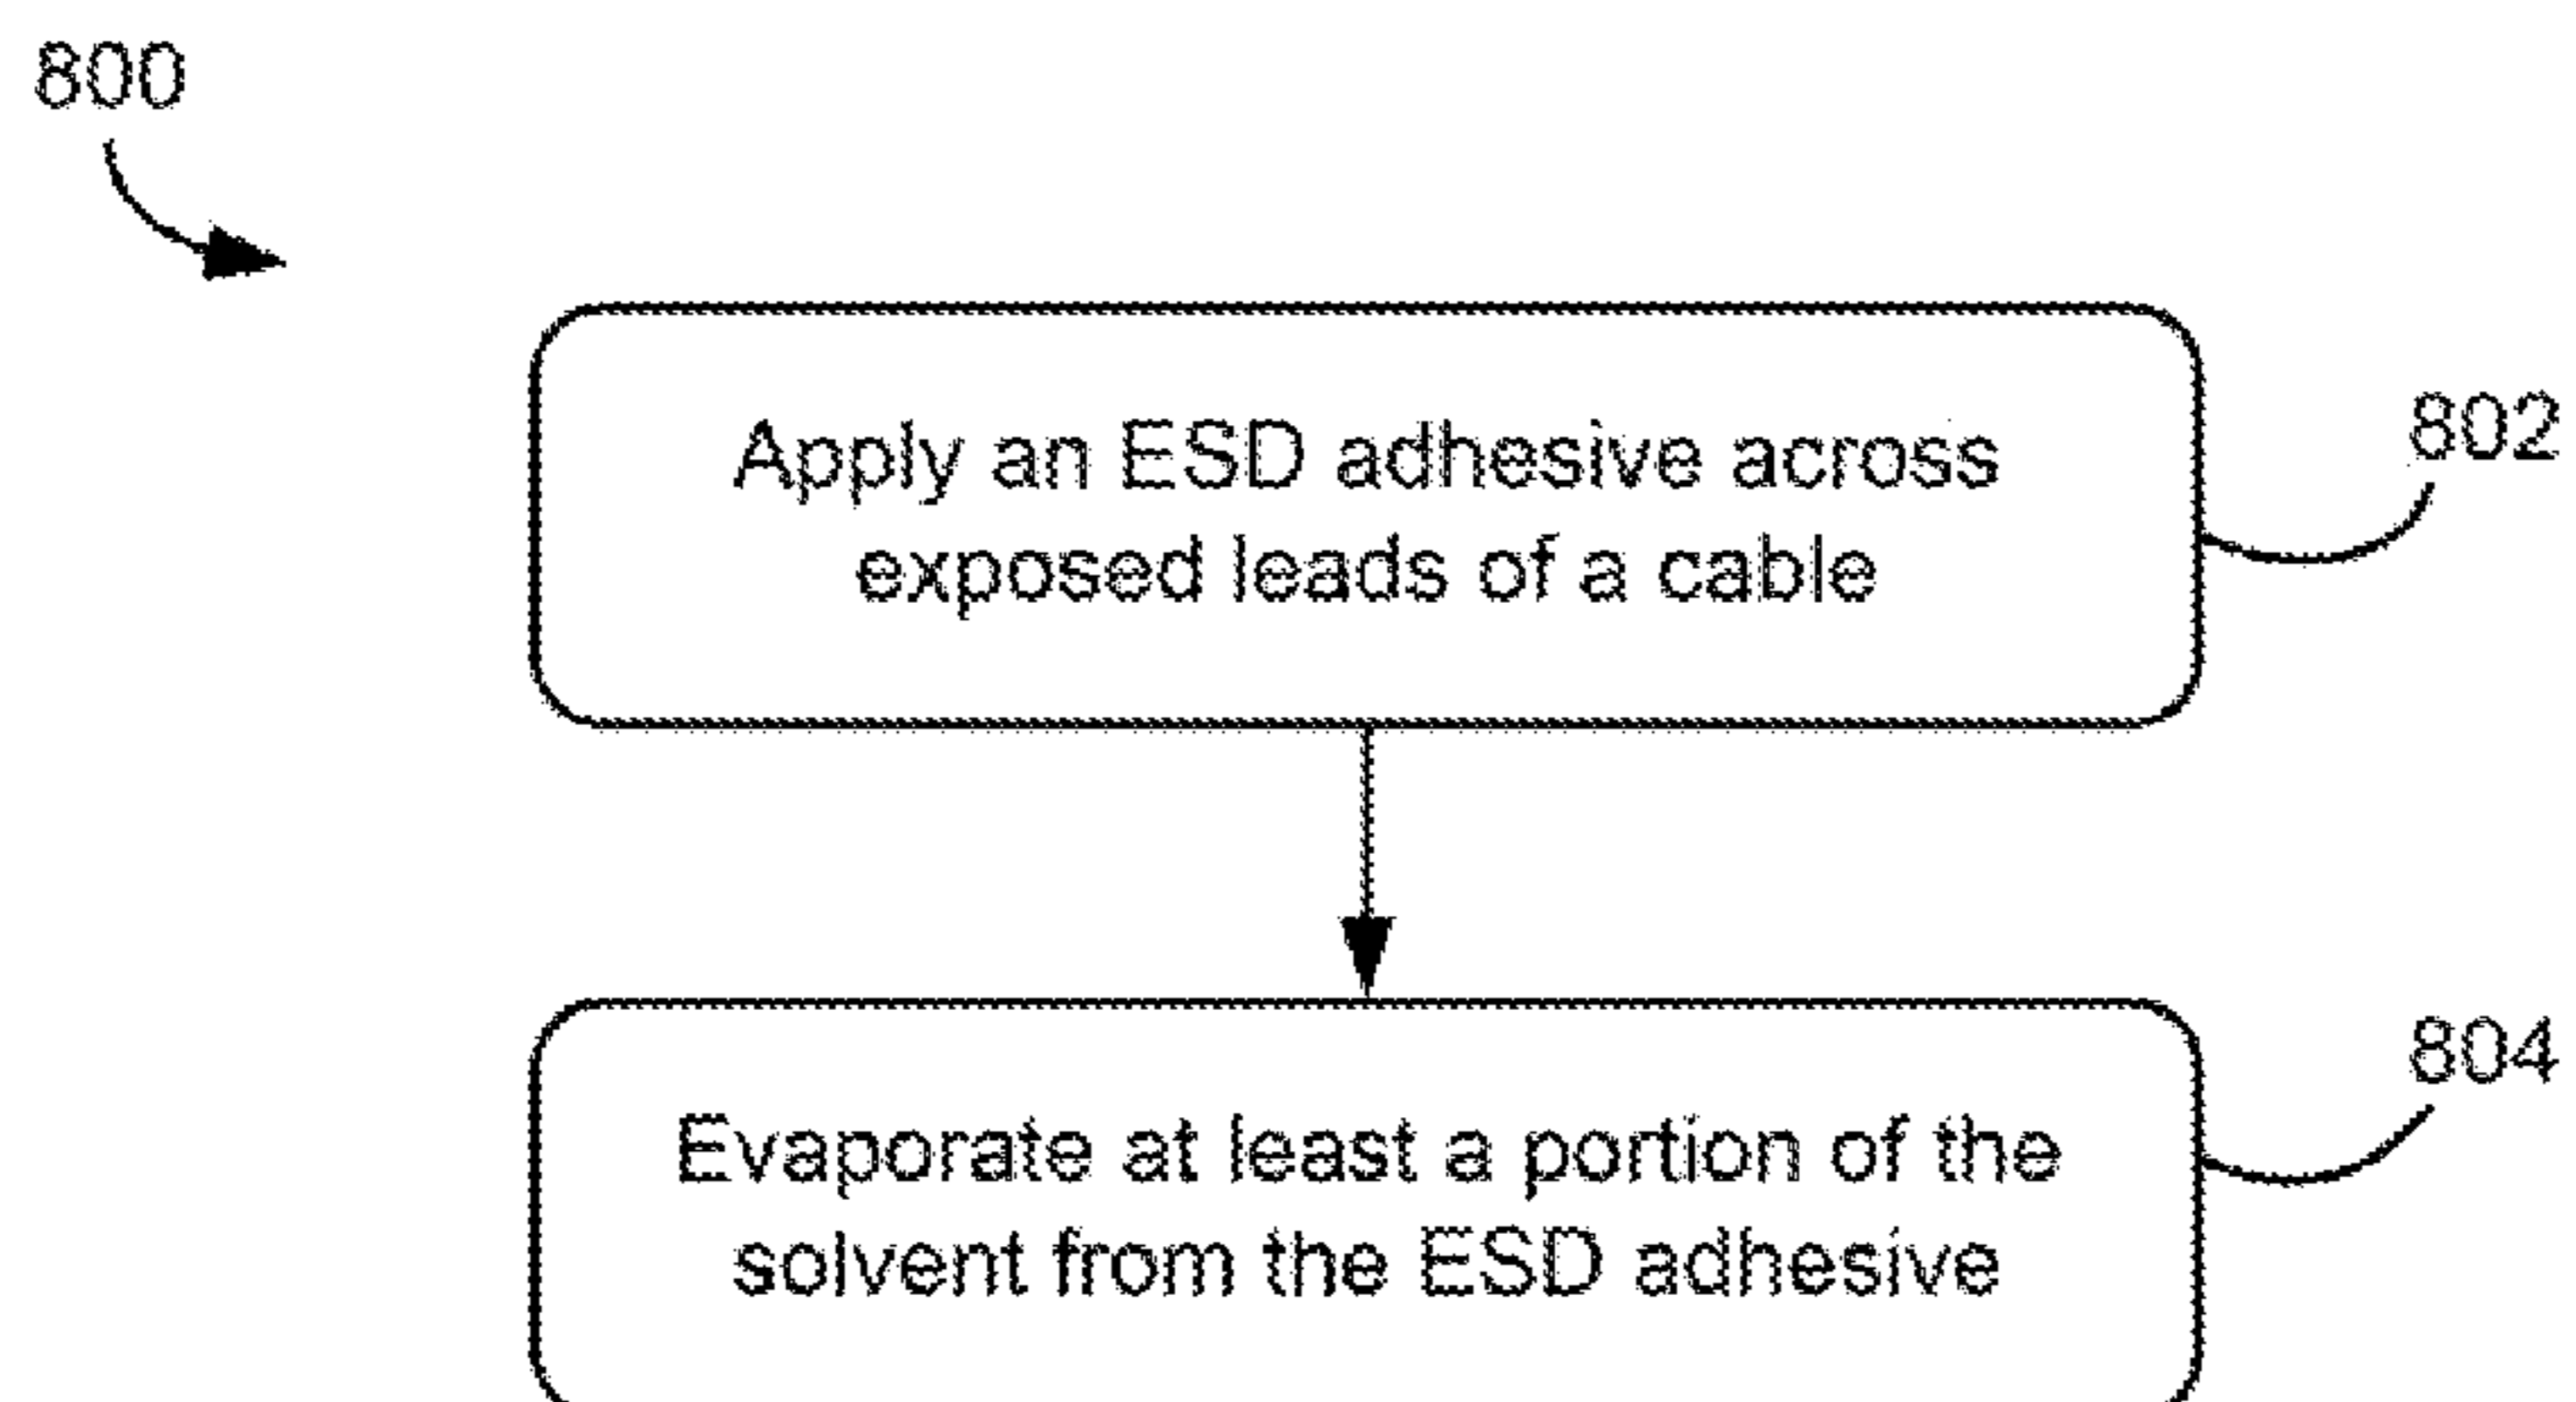 800
Apply an ESD adhesive across
exposed leads of a cable
802
Evaporate at least a portion of the
solvent from the ESD adhesive
804